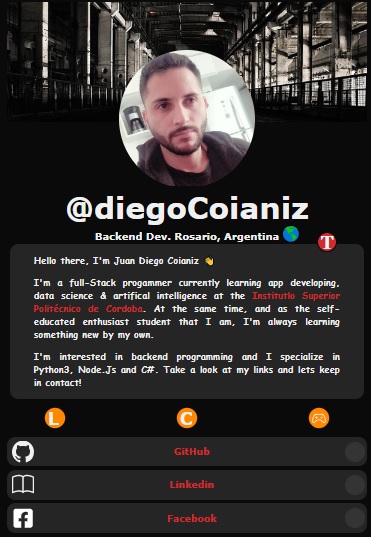 @diegoCoianiz
Backend Dev. Rosario, Argentina
T
Hello there, I'm Juan Diego Coianiz
I'm a full-Stack progammer currently learning app developing,
data science & artifical intelligence at the Institutlo Superior
Politécnico de Cordoba. At the same time, and as the self-
educated enthusiast student that I am, I'm always learning
something new by my own.
I'm interested in backend programming and I specialize in
Python3, Node.Js and C#. Take a look at my links and lets keep
in contact!
L
C
GitHub
Linkedin
Facebook